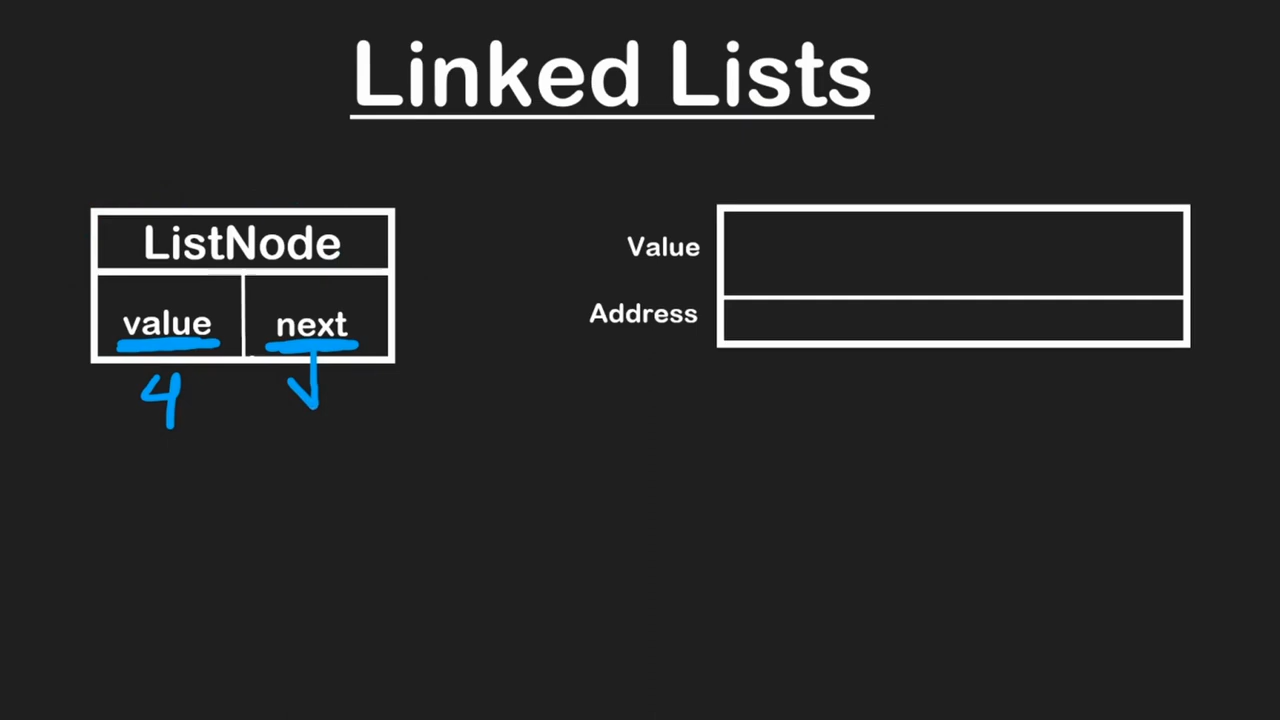 Linked Lists
ListNode
value next
4
Value
Address